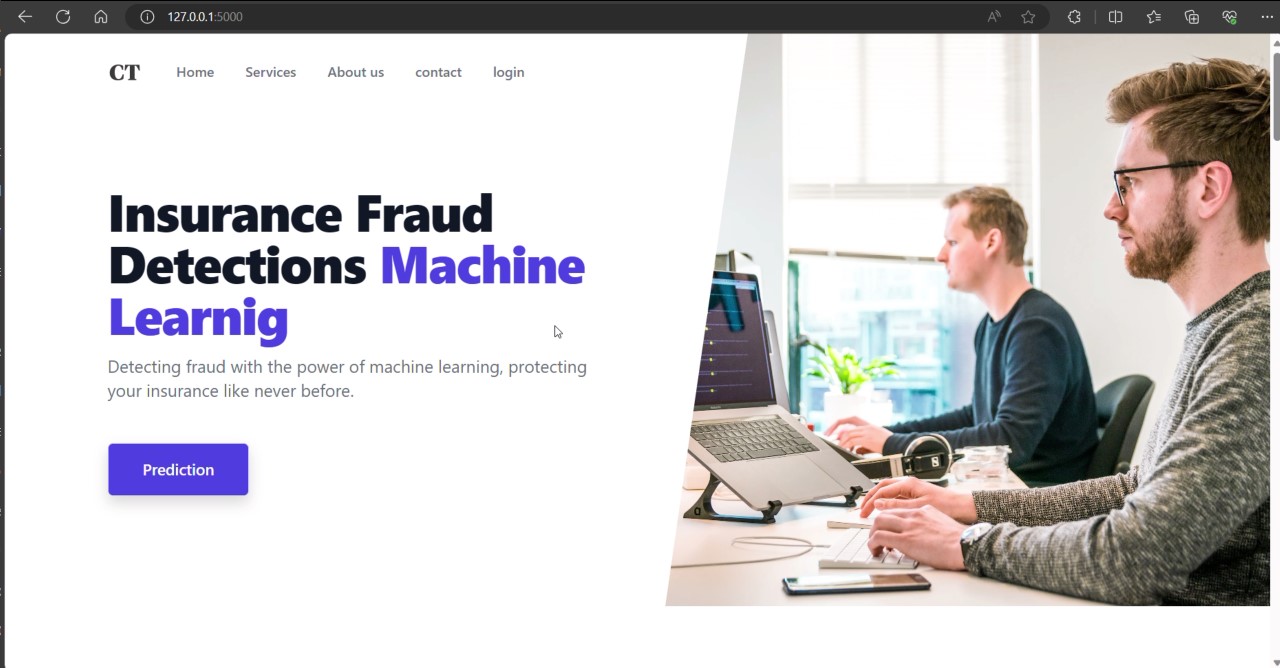 127.0.0.1:5000
CT Home Services About us contact login
Insurance Fraud
Detections Machine
Learnig
Detecting fraud with the power of machine learning, protecting
your insurance like never before.
Prediction